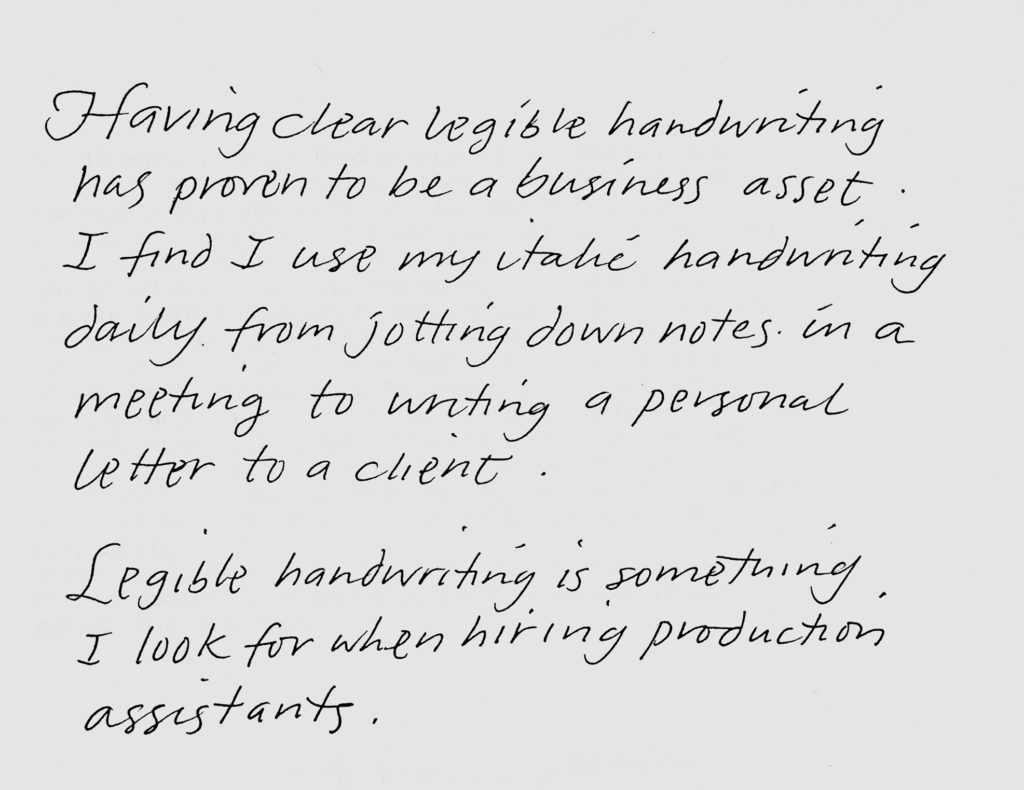 Having clear legible handwriting
has proven to be a business asset.
I find I use my italic handwriting
daily from jotting down notes in a
meeting to writing a personal
letter to a client.
Legible handwriting is something
I look for when hiring production
assistants.